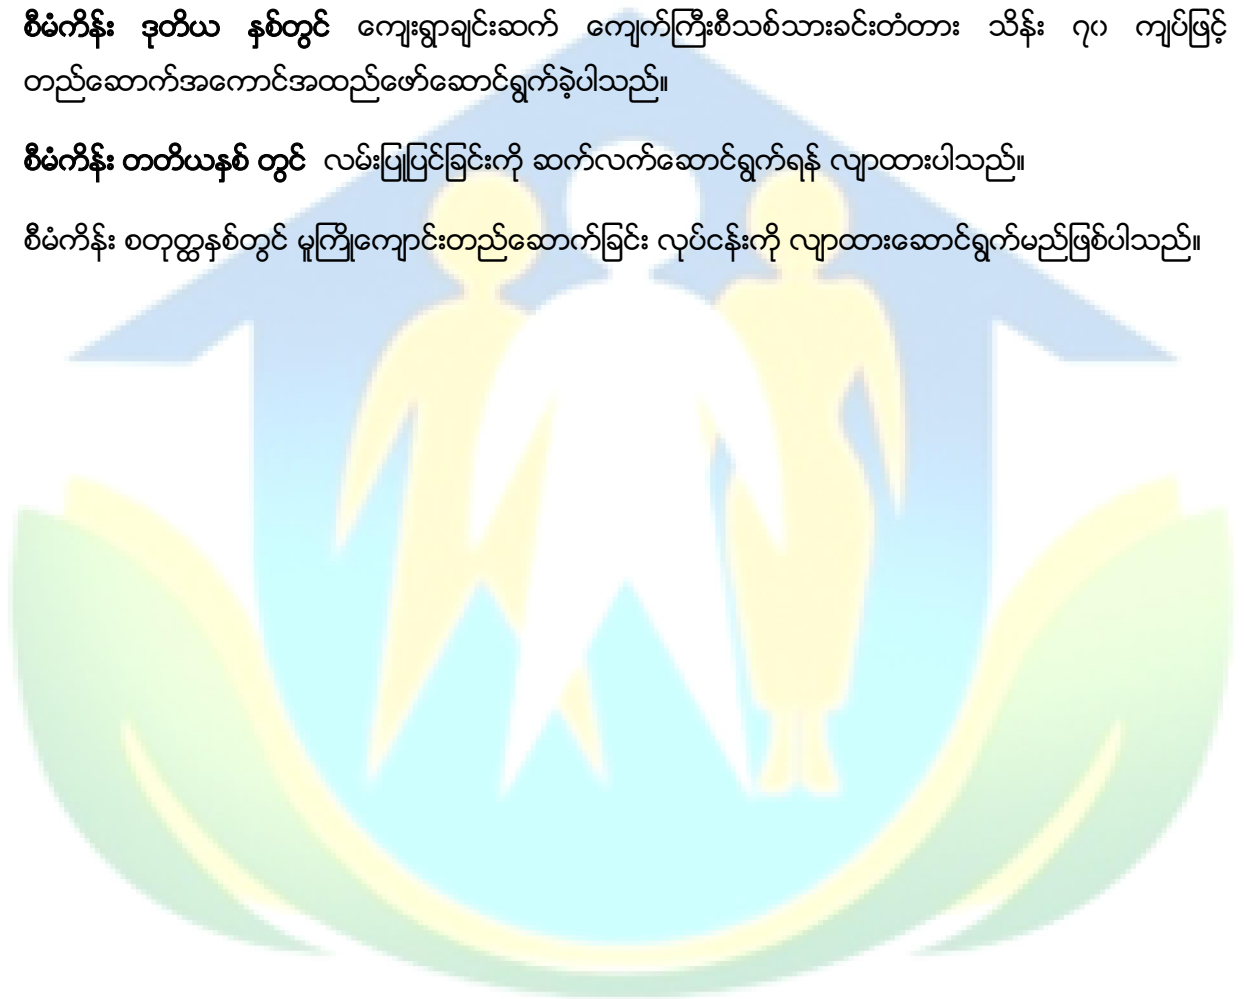 စီမံကိန်း ဒုတိယ နှစ်တွင် ကျေးရွာချင်းဆက် ကျောက်ကြီးစီသစ်သားခင်းတံတား သိန်း ၇၀ ကျပ်ဖြင့်
တည်ဆောက်အကောင်အထည်ဖော်ဆောင်ရွက်ခဲ့ပါသည်။
စီမံကိန်း တတိယနှစ် တွင် လမ်းပြုပြင်ခြင်းကို ဆက်လက်ဆောင်ရွက်ရန် လျာထားပါသည်။
စီမံကိန်း စတုတ္ထနှစ်တွင် မူကြိုကျောင်းတည်ဆောက်ခြင်း လုပ်ငန်းကို လျာထားဆောင်ရွက်မည်ဖြစ်ပါသည်။